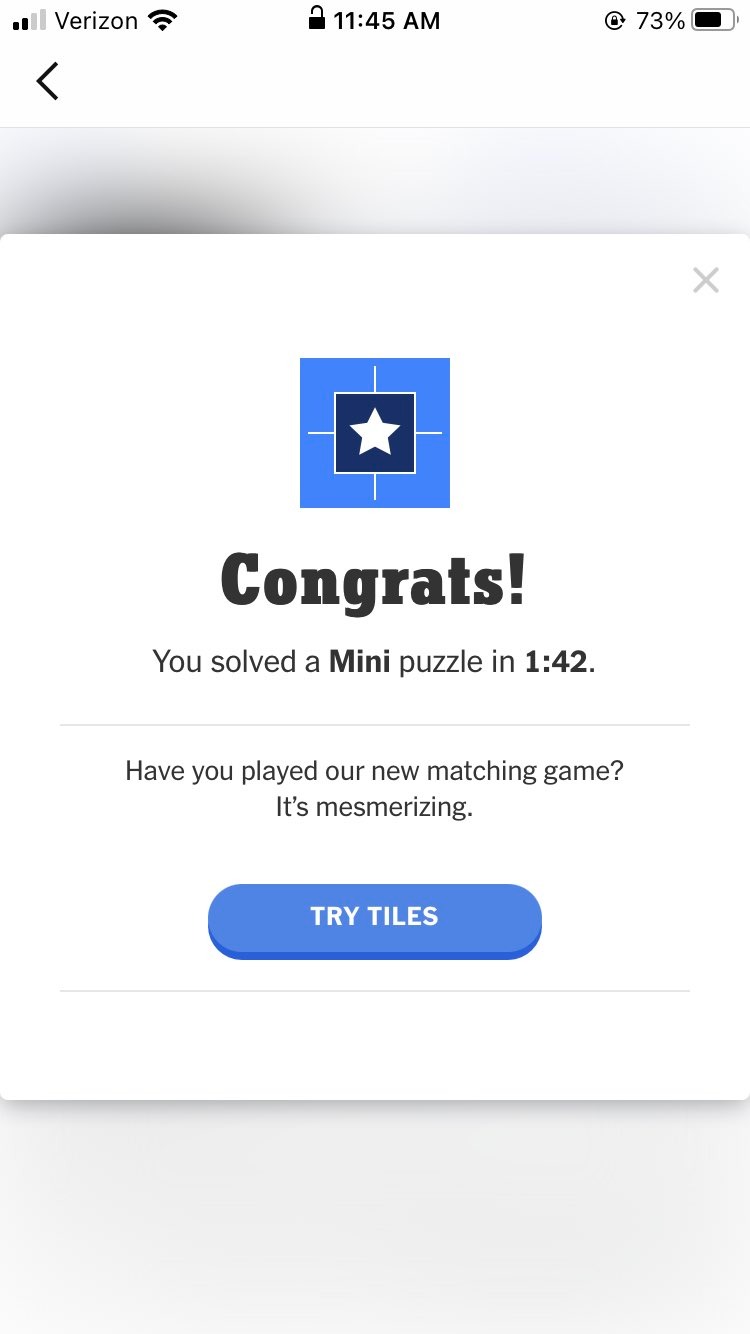 Verizon 11:45 AM 73%
Congrats!
You solved a Mini puzzle in 1:42.
Have you played our new matching game?
It’s mesmerizing.
TRY TILES